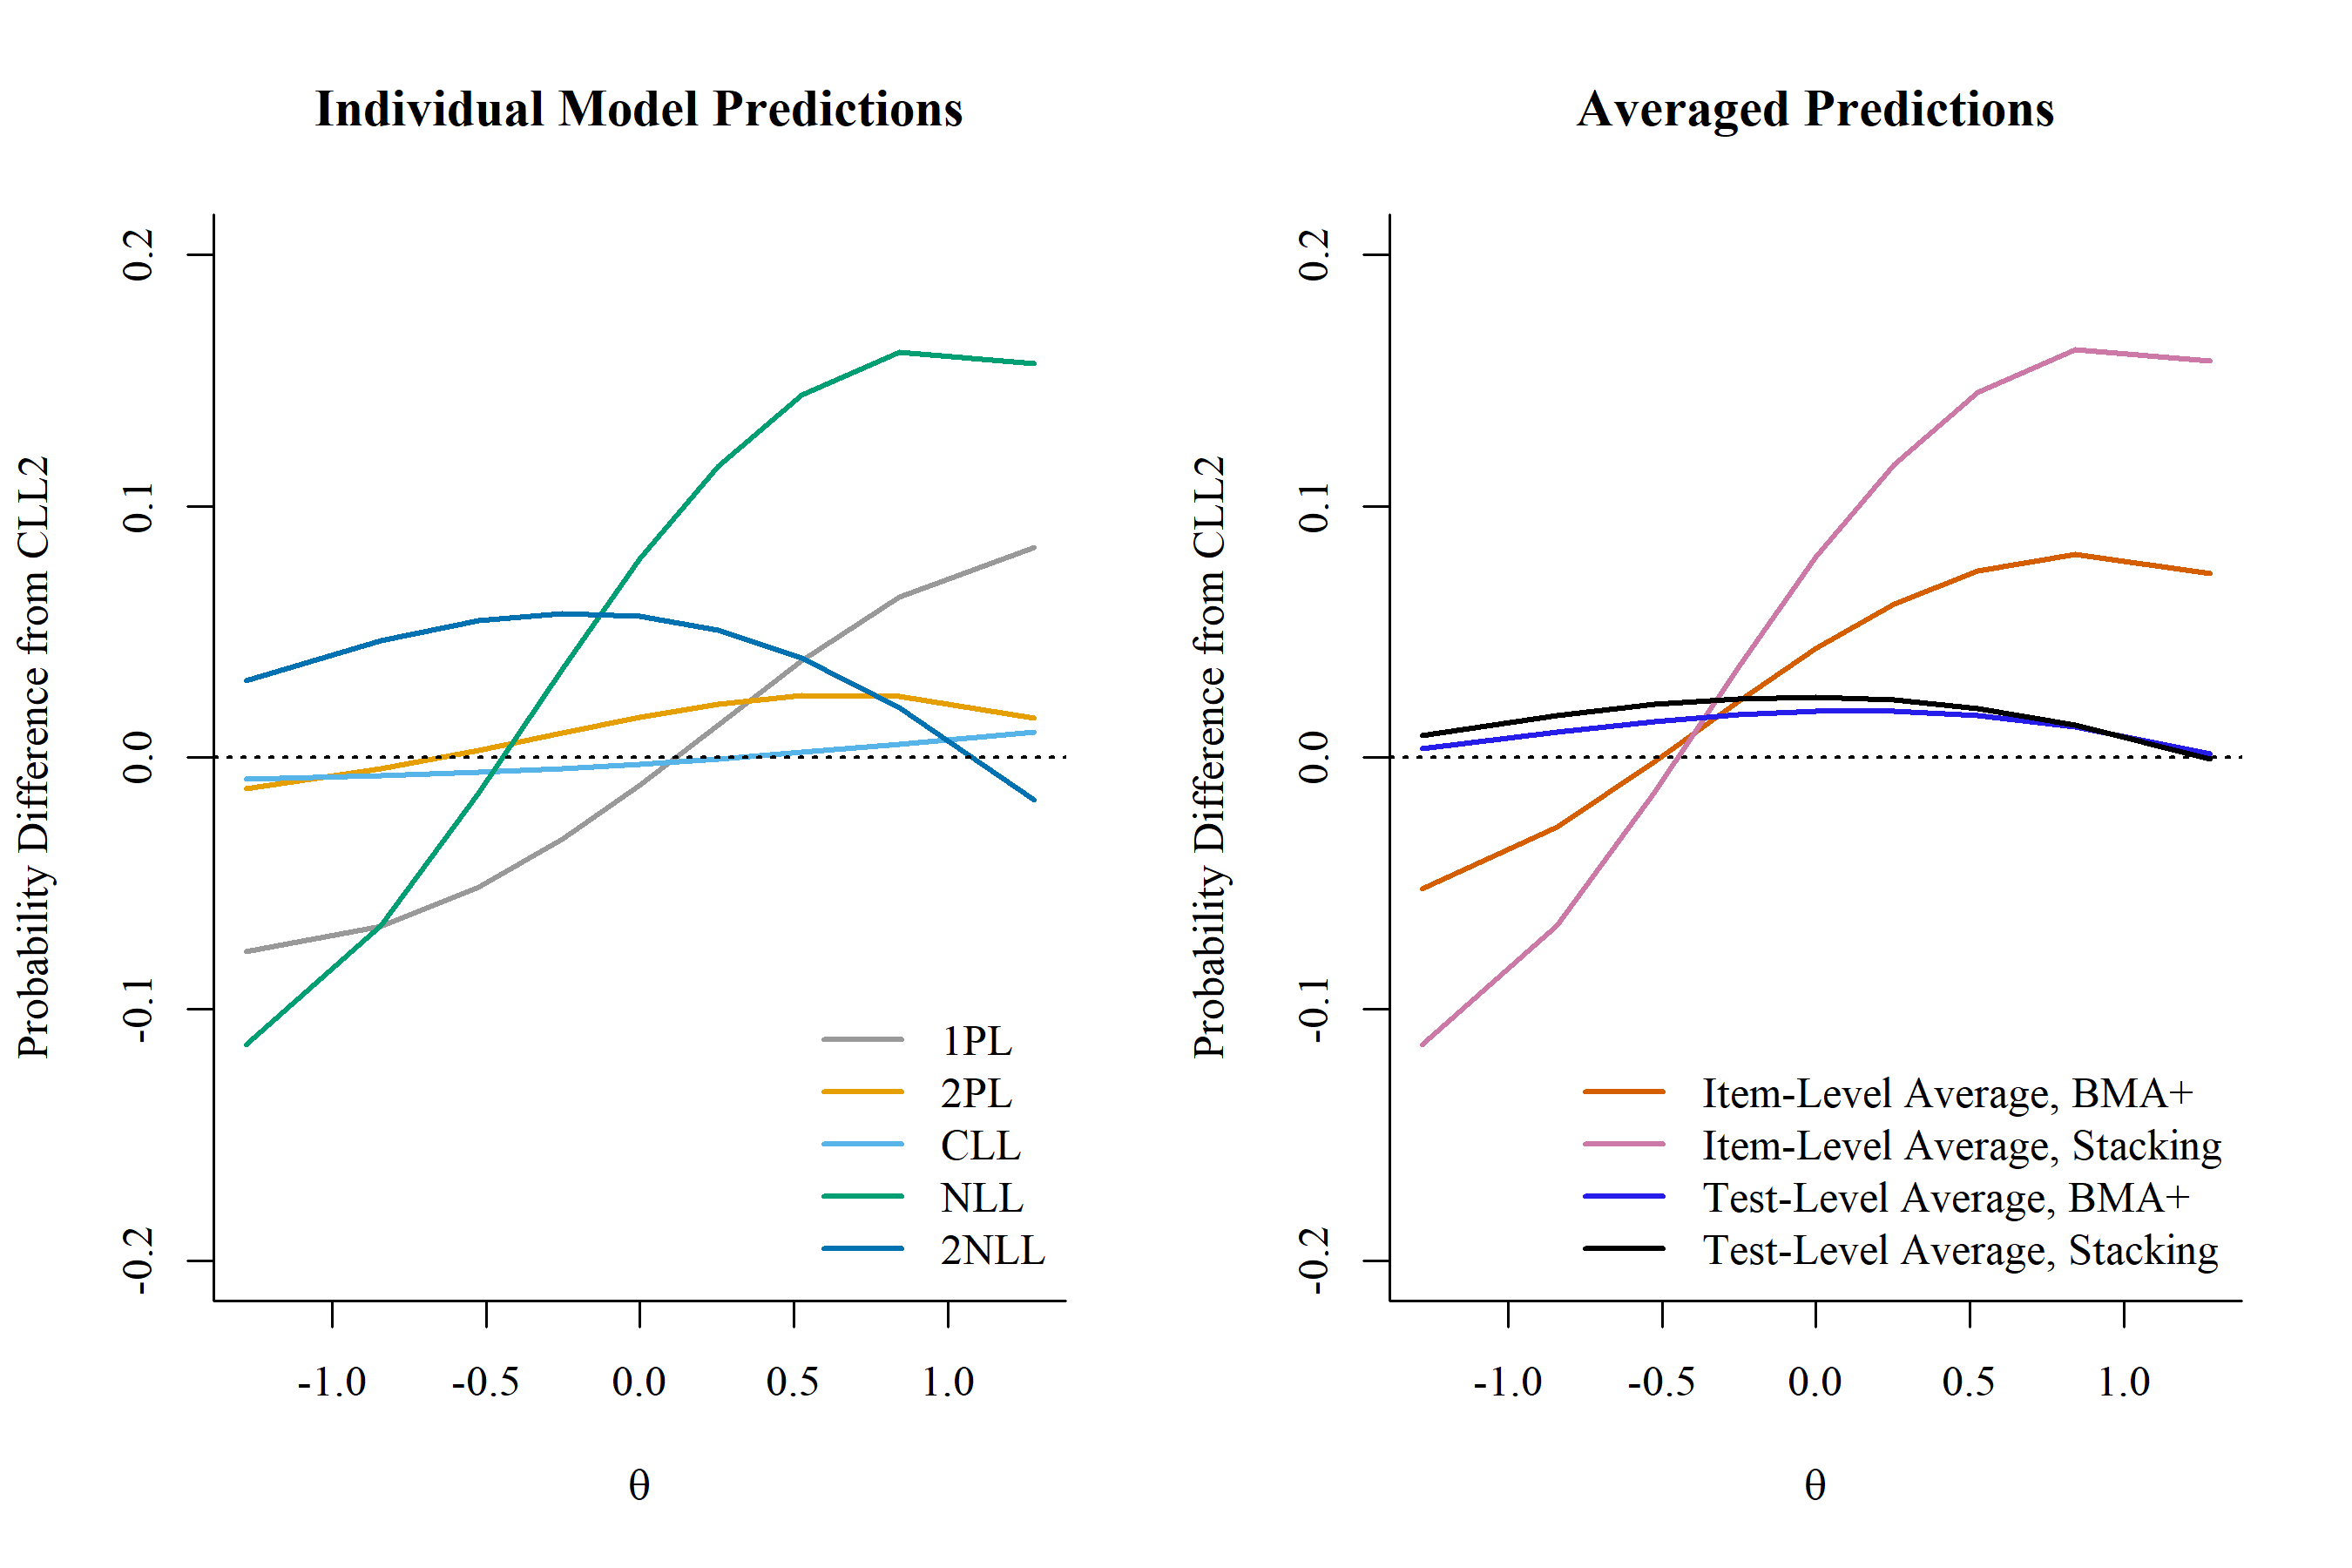 Individual Model Predictions
Probability Difference from CLL2
0.2
0.1
0.0
-0.1
-0.2
1PL
2PL
CLL
NLL
2NLL
-1.0 -0.5 0.0 0.5 1.0
θ
Averaged Predictions
Probability Difference from CLL2
0.2
0.1
0.0
-0.1
-0.2
Item-Level Average, BMA+
Item-Level Average, Stacking
Test-Level Average, BMA+
Test-Level Average, Stacking
-1.0 -0.5 0.0 0.5 1.0
θ